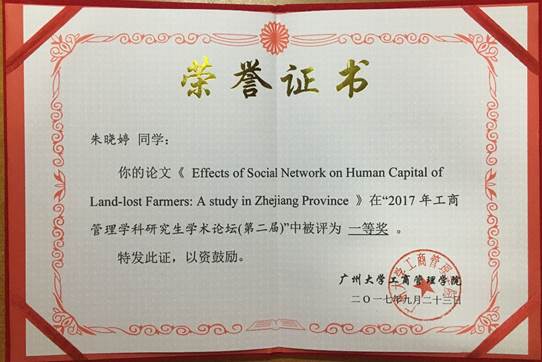 荣誉证书
朱晓婷 同学：
你的论文《 Effects of Social Network on Human Capital of
Land-lost Farmers: A study in Zhejiang Province 》在“2017 年工商
管理学科研究生学术论坛(第二届)”中被评为 一等奖 。
特发此证，以资鼓励。
广州大学工商管理学院
二〇一七年九月二十三日